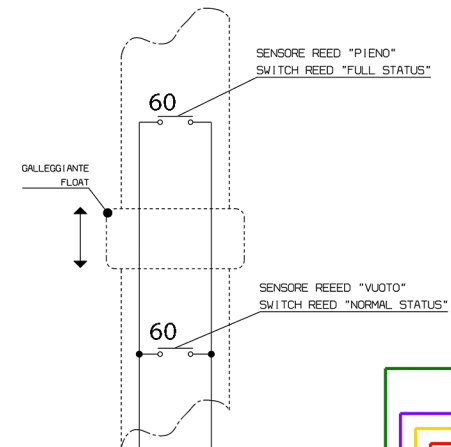 SENSORE REED "PIENO"
SWITCH REED "FULL STATUS"
60
GALLEGGIANTE
FLOAT
SENSORE REEED "VUOTO"
SWITCH REED "NORMAL STATUS"
60